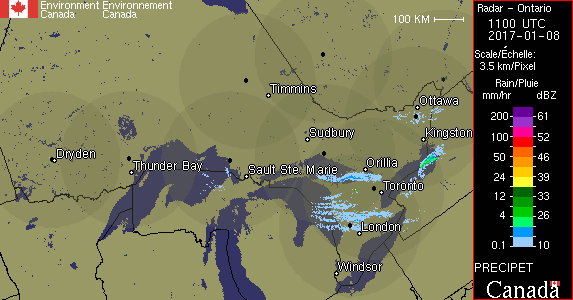 Environment Environnement
Canada Canada
100 KM
Timmins
Ottawa
Sudbury
Kingston
Dryden
Thunder Bay
Sault Ste. Marie
Orillia
Toronto
London
Windsor
Radar - Ontario
1100 UTC
2017-01-08
Scale/Échelle:
3.5 km/Pixel
Rain/Pluie
mm/hr dBZ
200 61
100 52
50 46
24 39
12 33
4 26
0.1 10
PRECIPET
Canada